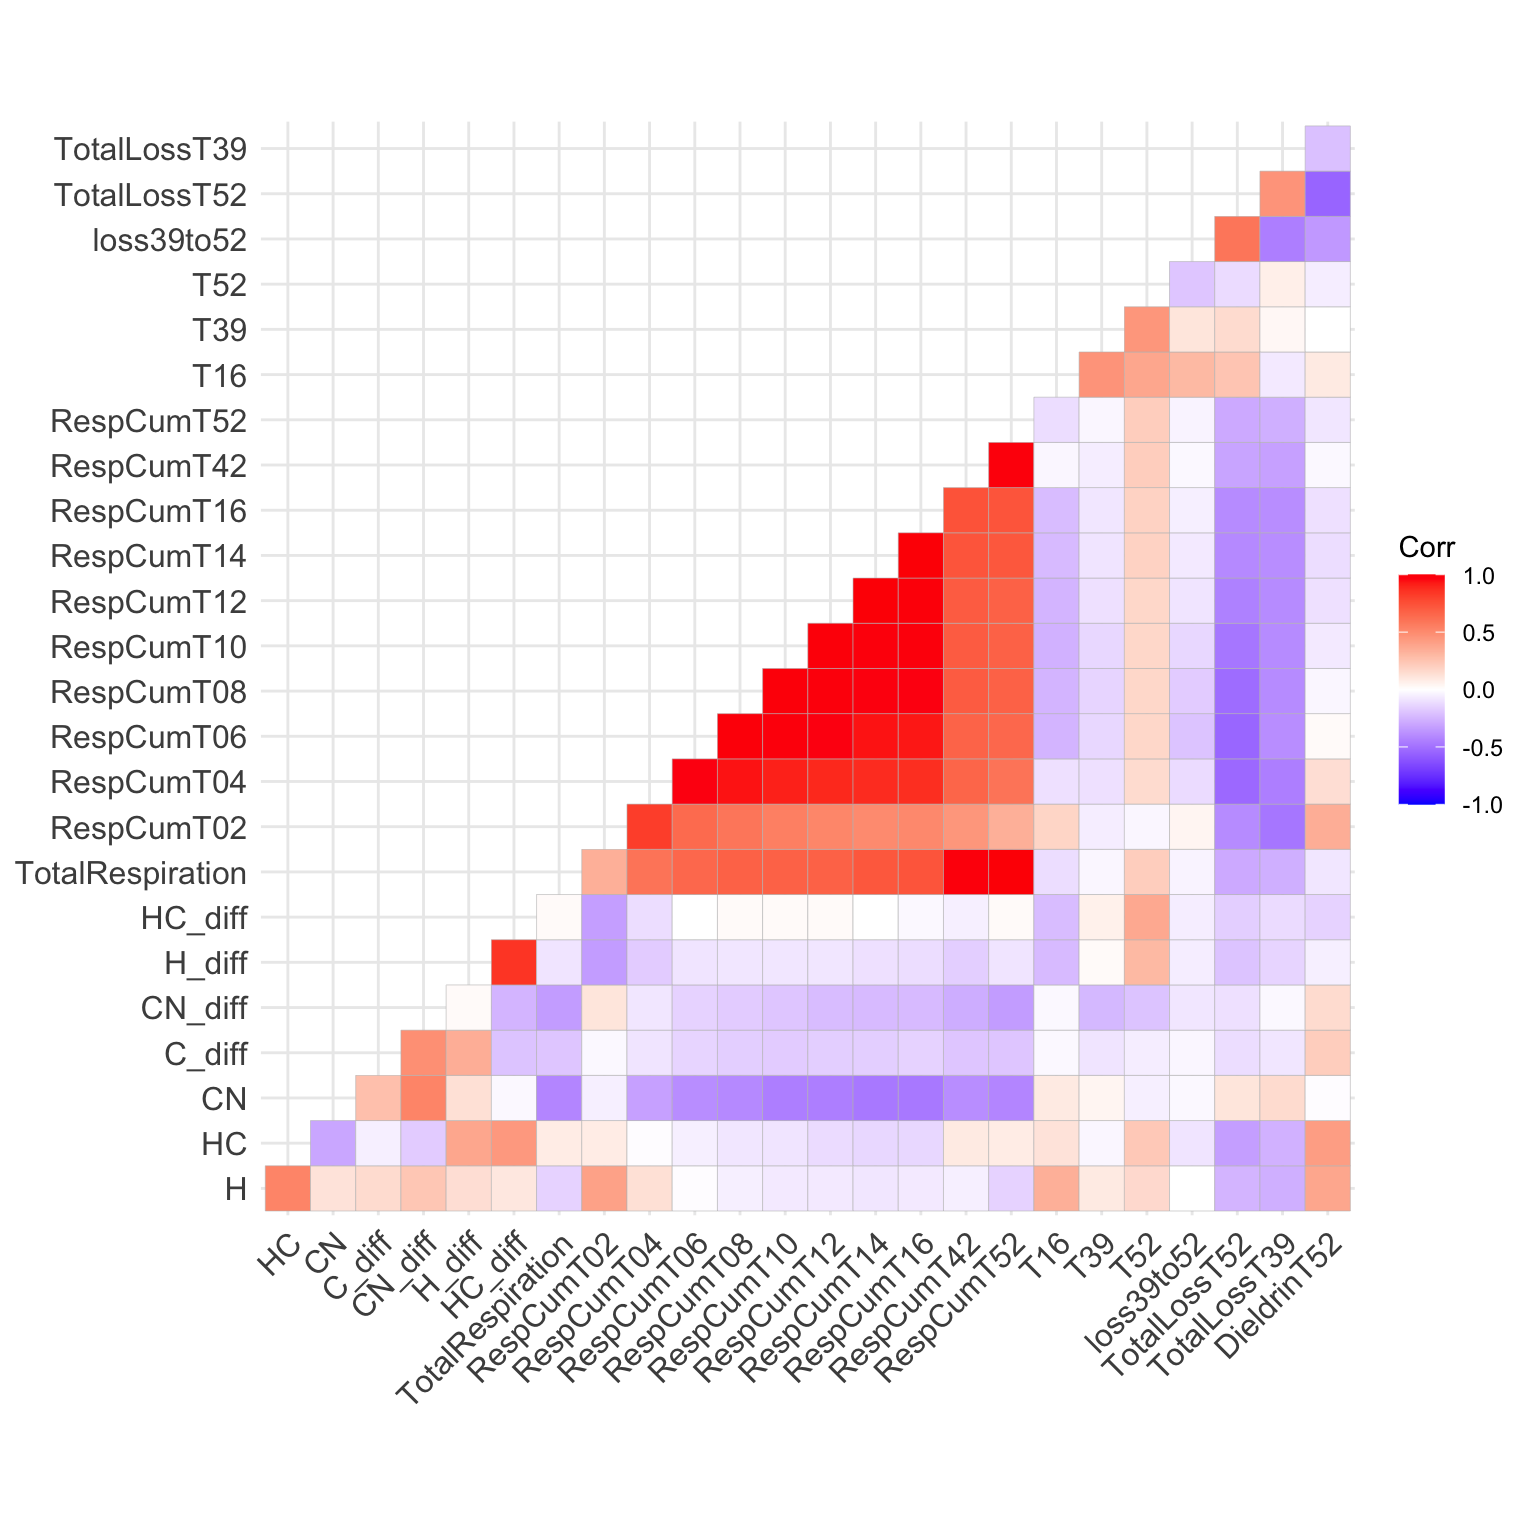 TotalLossT39
TotalLossT52
loss39to52
T52
T39
T16
RespCumT52
RespCumT42
RespCumT16
RespCumT14
RespCumT12
RespCumT10
RespCumT08
RespCumT06
RespCumT04
RespCumT02
TotalRespiration
HC_diff
H_diff
CN_diff
C_diff
CN
HC
H
HC
CN
C_diff
CN_diff
H_diff
HC_diff
TotalRespiration
RespCumT02
RespCumT04
RespCumT06
RespCumT08
RespCumT10
RespCumT12
RespCumT14
RespCumT16
RespCumT42
RespCumT52
T16
T39
T52
loss39to52
TotalLossT52
TotalLossT39
DieldrinT52
Corr
1.0
0.5
0.0
-0.5
-1.0